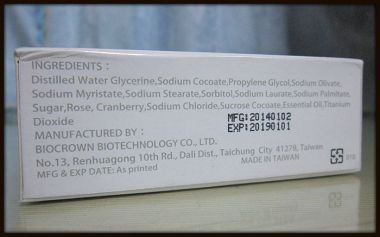 INGREDIENTS :
Distilled Water Glycerine,Sodium Cocoate,Propylene Glycol,Sodium Olivate,
Sodium Myristate,Sodium Stearate,Sorbitol,Sodium Laurate,Sodium Palmitate,
Sugar,Rose, Cranberry,Sodium Chloride,Sucrose Cocoate,Essential Oil,Titanium
Dioxide
MFG: 20140102
EXP: 20190101
MANUFACTURED BY :
BIOCROWN BIOTECHNOLOGY CO., LTD.
No.13, Renhuagong 10th Rd., Dali Dist., Taichung City 41278, Taiwan
MFG & EXP DATE: As printed
MADE IN TAIWAN